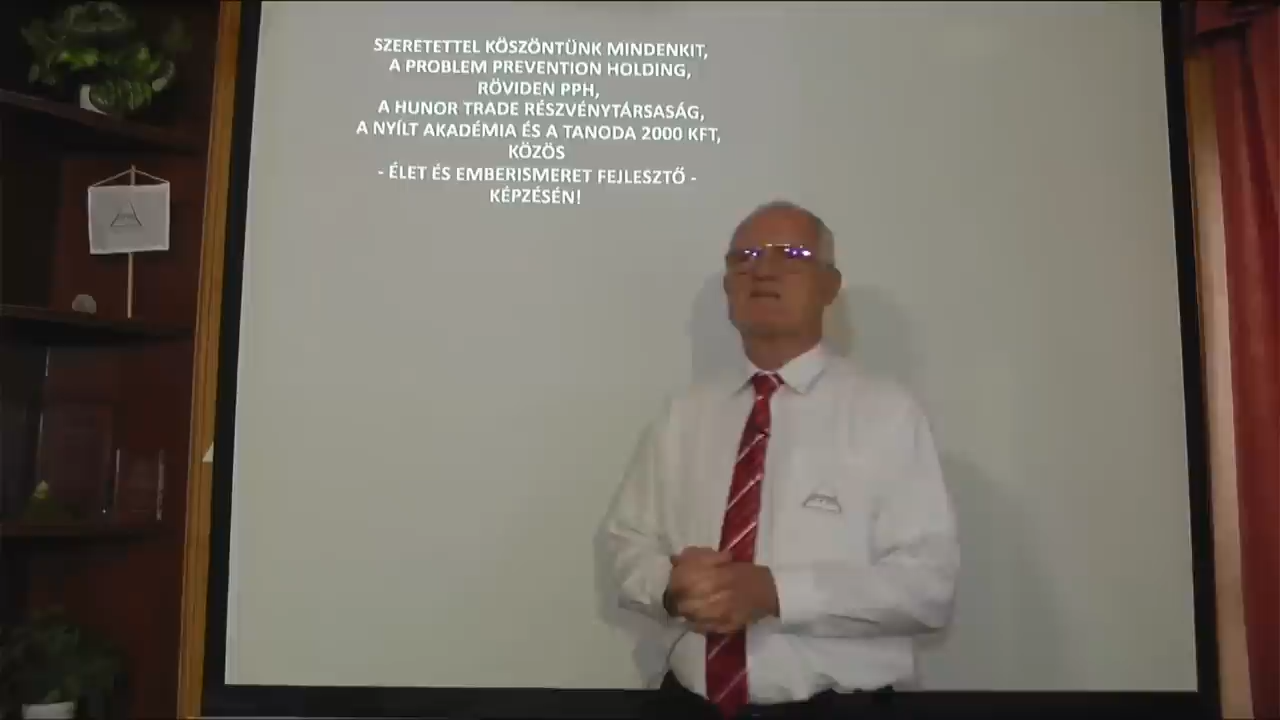 SZERETETTEL KÖSZÖNTÜNK MINDENKIT,
A PROBLEM PREVENTION HOLDING,
RÖVIDEN PPH,
A HUNOR TRADE RÉSZVÉNYTÁRSASÁG,
A NYÍLT AKADÉMIA ÉS A TANODA 2000 KFT,
KÖZÖS
- ÉLET ÉS EMBERISMERET FEJLESZTŐ -
KÉPZÉSÉN!